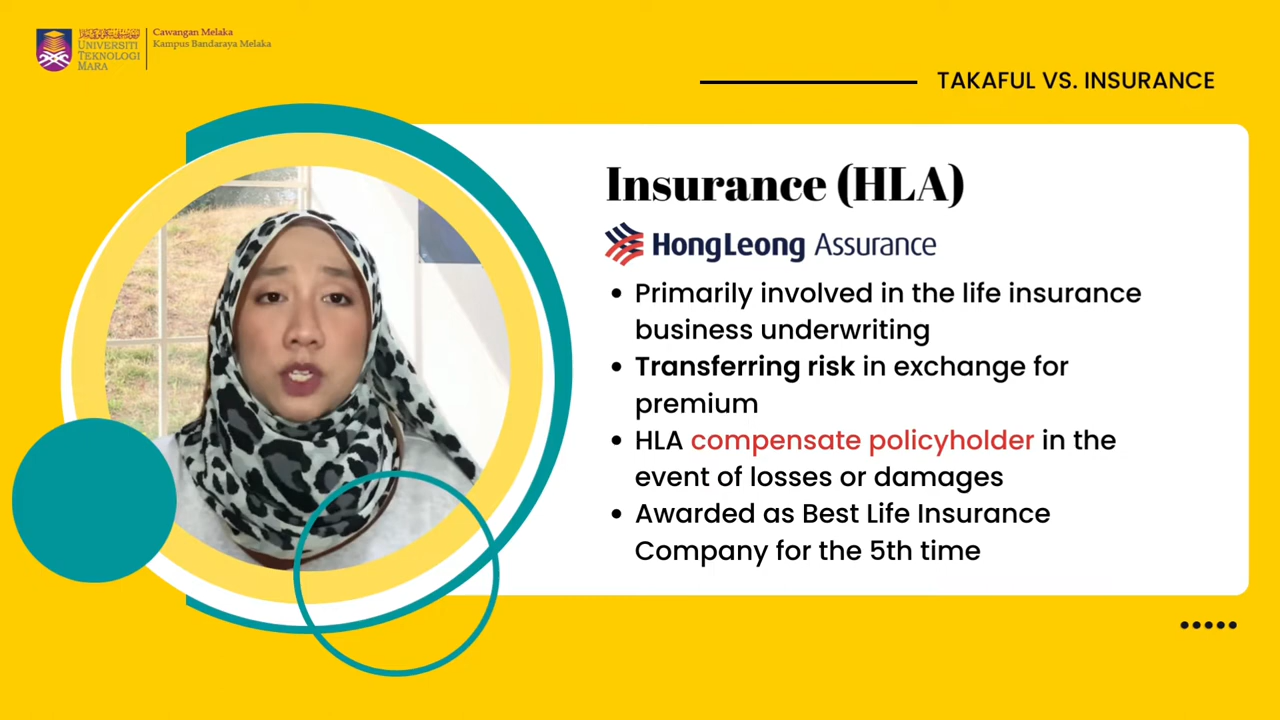 UNIVERSITI
TEKNOLOGI
MARA
Cawangan Melaka
Kampus Bandaraya Melaka
TAKAFUL VS. INSURANCE
Insurance (HLA)
HongLeong Assurance
• Primarily involved in the life insurance
business underwriting
• Transferring risk in exchange for
premium
• HLA compensate policyholder in the
event of losses or damages
• Awarded as Best Life Insurance
Company for the 5th time